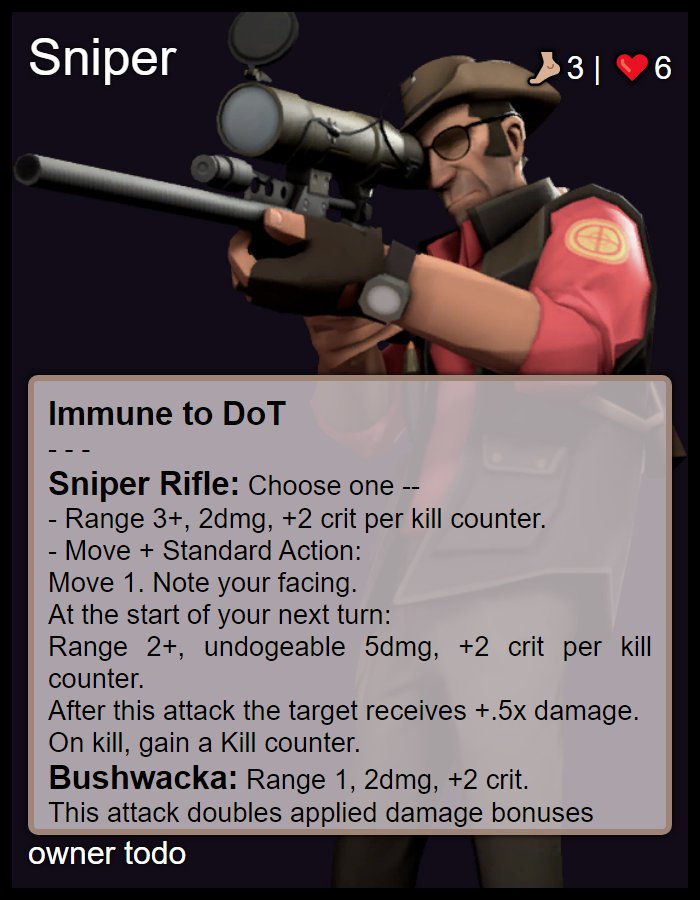 Sniper
3 | 6
Immune to DoT
- - -
Sniper Rifle: Choose one --
- Range 3+, 2dmg, +2 crit per kill counter.
- Move + Standard Action:
Move 1. Note your facing.
At the start of your next turn:
Range 2+, undogeable 5dmg, +2 crit per kill
counter.
After this attack the target receives +.5x damage.
On kill, gain a Kill counter.
Bushwacka: Range 1, 2dmg, +2 crit.
This attack doubles applied damage bonuses
owner todo